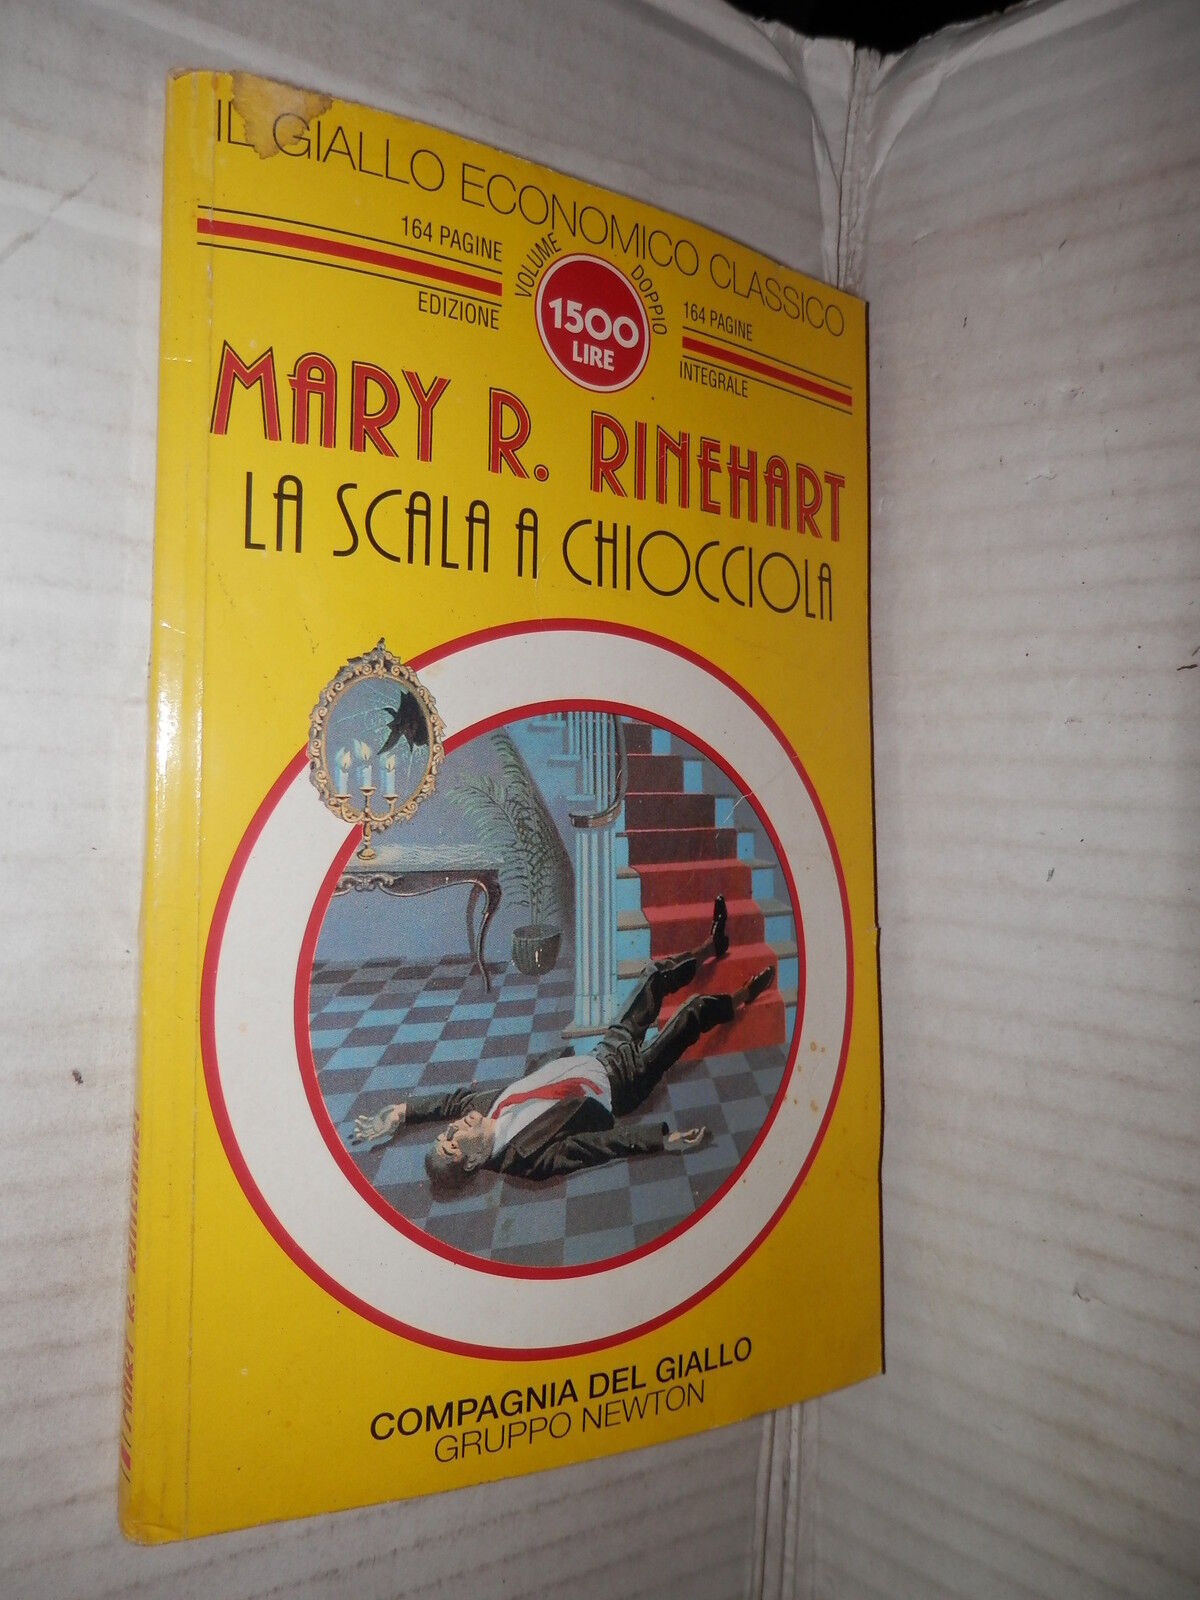 IL GIALLO ECONOMICO CLASSICO
164 PAGINE
EDIZIONE
VOLUME DOPPIO
1500
LIRE
164 PAGINE
INTEGRALE
MARY R. RINEHART
LA SCALA A CHIOCCIOLA
COMPAGNIA DEL GIALLO
GRUPPO NEWTON
MARY R. RINEHART